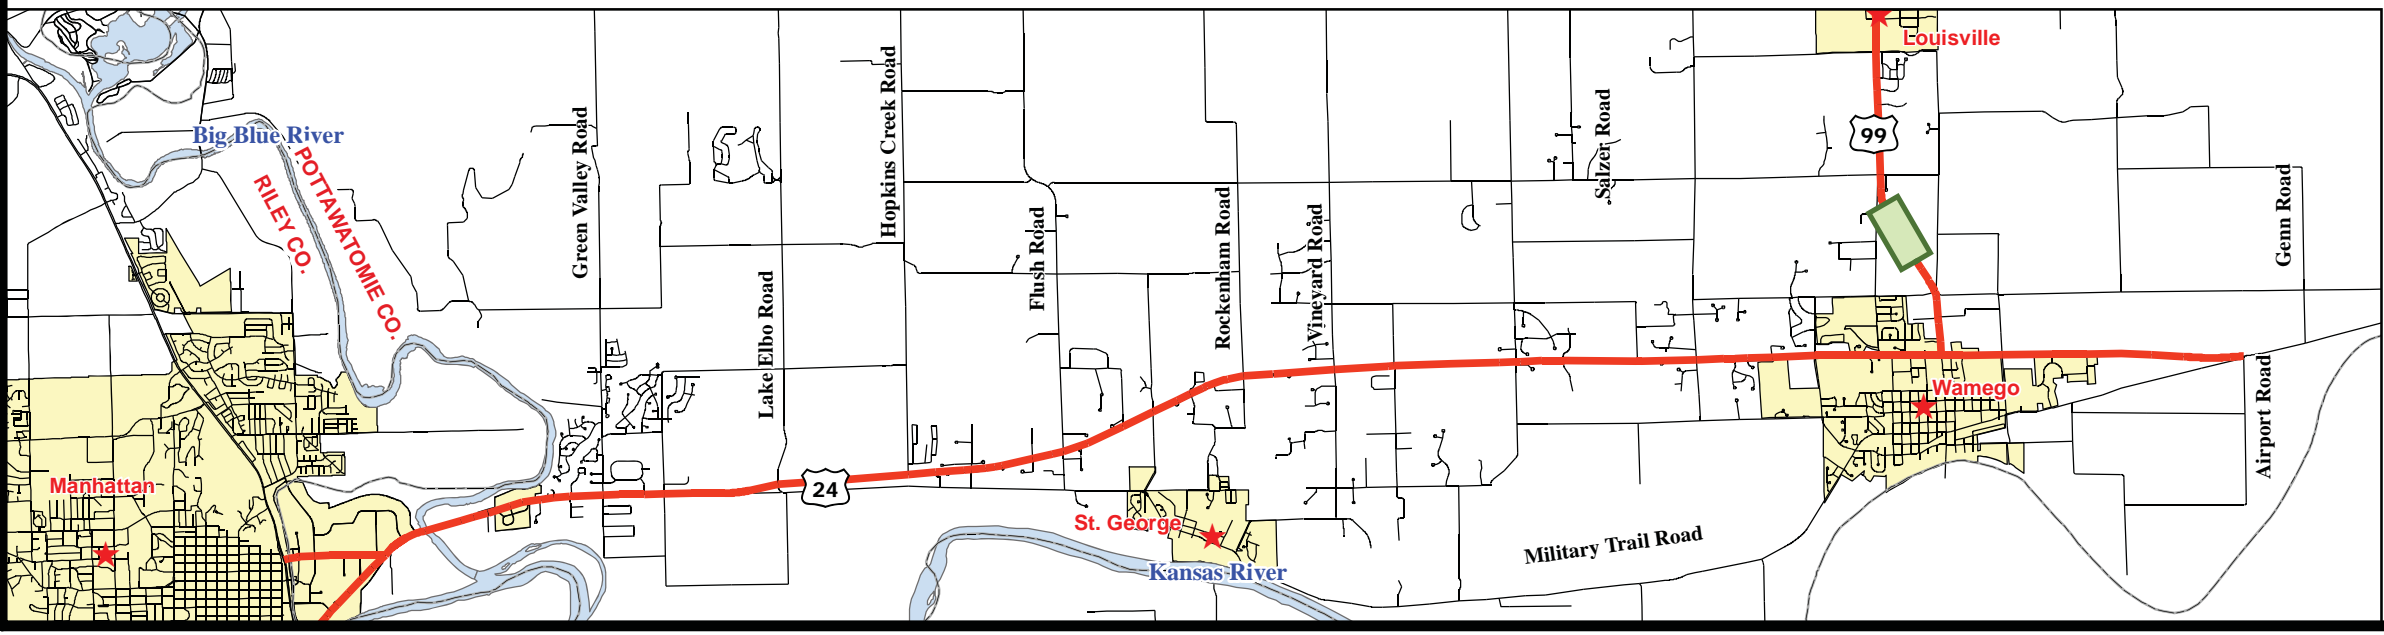 Louisville
99
Big Blue River
POTTAWATOMIE CO.
RILEY CO.
Green Valley Road
Lake Elbo Road
Hopkins Creek Road
Flush Road
Rockenham Road
Vineyard Road
Salzer Road
Genn Road
Airport Road
Wamego
Manhattan
24
St. George
Kansas River
Military Trail Road